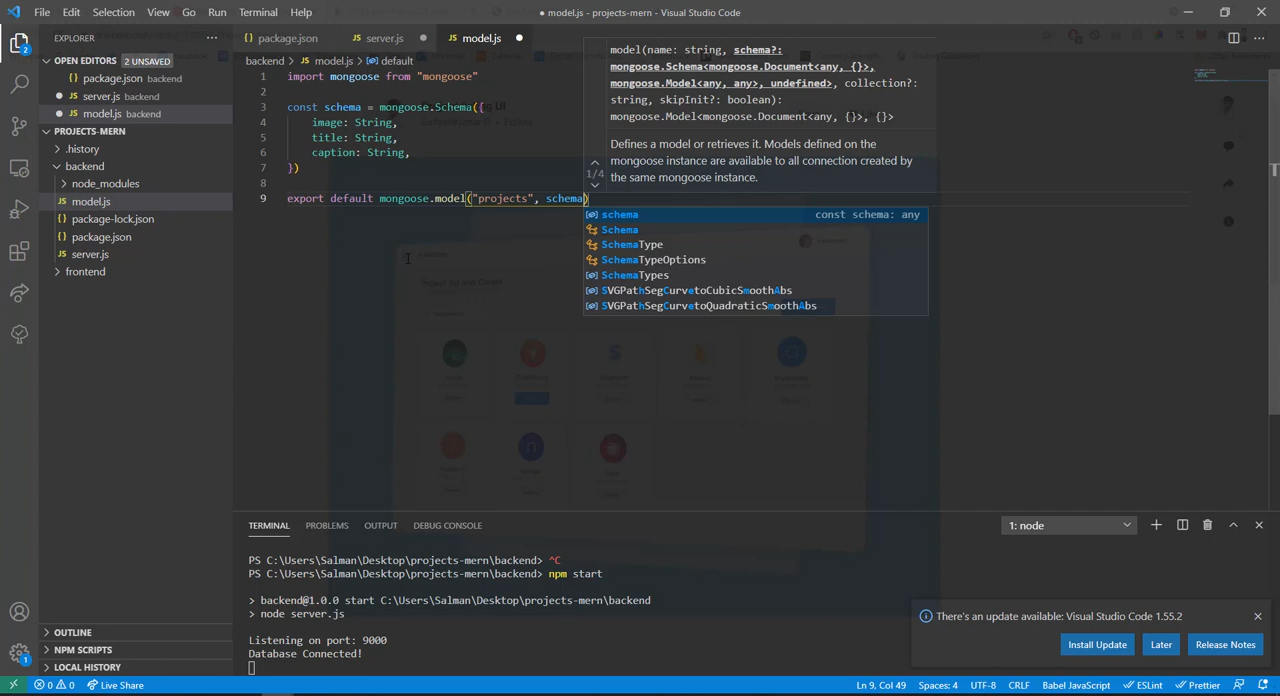 File Edit Selection View Go Run Terminal Help
● model.js - projects-mern - Visual Studio Code
EXPLORER
OPEN EDITORS 2 UNSAVED
package.json backend
server.js backend
model.js backend
PROJECTS-MERN
.history
backend
node_modules
model.js
package-lock.json
package.json
server.js
frontend
OUTLINE
NPM SCRIPTS
LOCAL HISTORY
package.json server.js model.js
backend > model.js > default
1 import mongoose from "mongoose"
2
3 const schema = mongoose.Schema({
4 image: String,
5 title: String,
6 caption: String,
7 })
8
9 export default mongoose.model("projects", schema)
model(name: string, schema?:
mongoose.Schema<mongoose.Document<any, {}>,
mongoose.Model<any, any>, undefined>, collection?:
string, skipInit?: boolean):
mongoose.Model<mongoose.Document<any, {}>, {}>
Defines a model or retrieves it. Models defined on the
1/4
mongoose instance are available to all connection created by
the same mongoose instance.
schema const schema: any
Schema
SchemaType
SchemaTypeOptions
SchemaTypes
SVGPathSegCurvetoCubicSmoothAbs
SVGPathSegCurvetoQuadraticSmoothAbs
TERMINAL PROBLEMS OUTPUT DEBUG CONSOLE
1: node
PS C:\Users\Salman\Desktop\projects-mern\backend> ^C
PS C:\Users\Salman\Desktop\projects-mern\backend> npm start
> backend@1.0.0 start C:\Users\Salman\Desktop\projects-mern\backend
> node server.js
Listening on port: 9000
Database Connected!
There's an update available: Visual Studio Code 1.55.2
Install Update Later Release Notes
2
1
0 0 Live Share
Ln 9, Col 49 Spaces: 4 UTF-8 CRLF Babel JavaScript ESLint Prettier